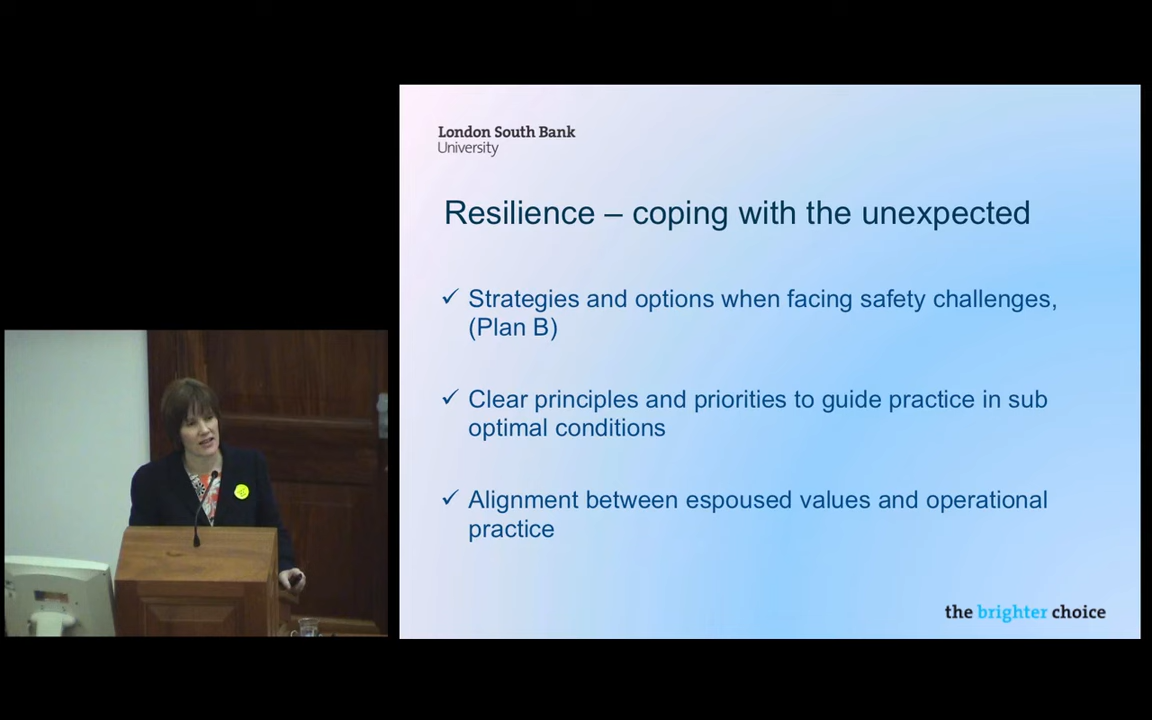 London South Bank
University
Resilience – coping with the unexpected
✓ Strategies and options when facing safety challenges,
(Plan B)
✓ Clear principles and priorities to guide practice in sub
optimal conditions
✓ Alignment between espoused values and operational
practice
the brighter choice